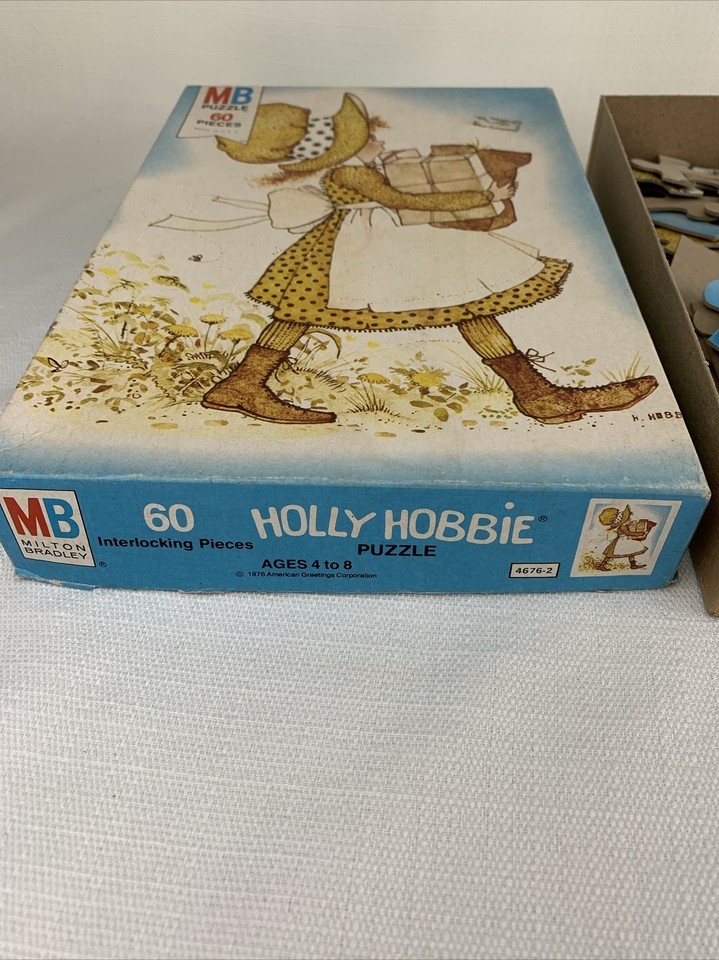 MB
PUZZLE
60
PIECES
H. HOBB
MB
MILTON
BRADLEY
®
60
Interlocking Pieces
HOLLY HOBBiE®
PUZZLE
AGES 4 to 8
© 1976 American Greetings Corporation
4676-2